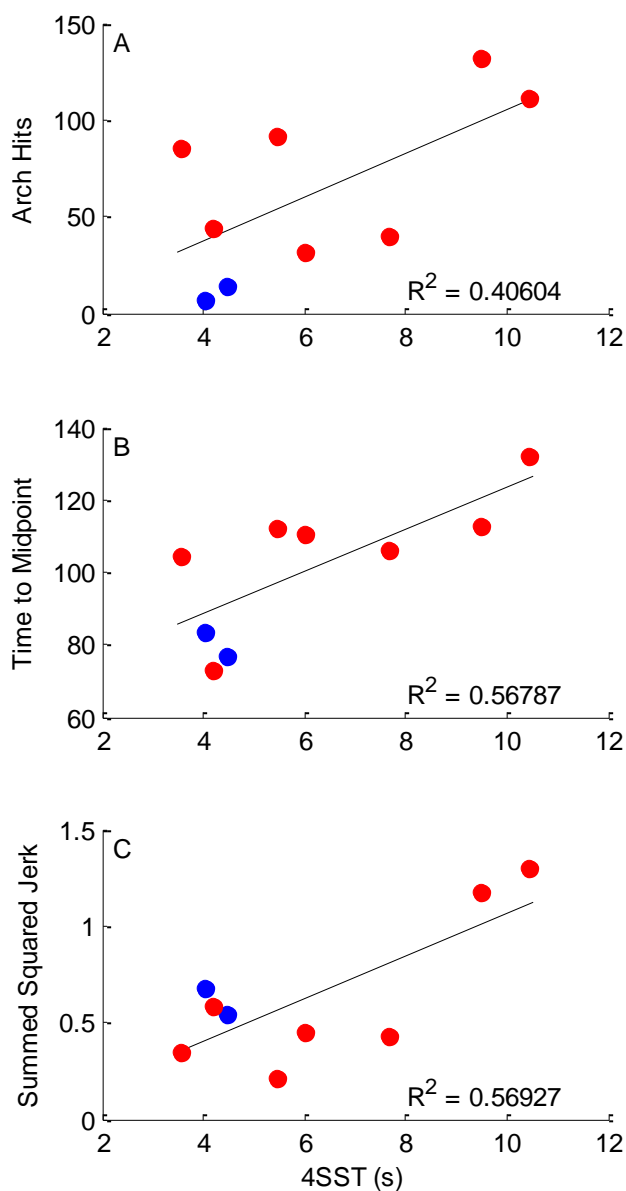 A
150
100
50
0
Arch Hits
R² = 0.40604
2 4 6 8 10 12
B
140
120
100
80
60
Time to Midpoint
R² = 0.56787
2 4 6 8 10 12
C
1.5
1
0.5
0
Summed Squared Jerk
R² = 0.56927
2 4 6 8 10 12
4SST (s)